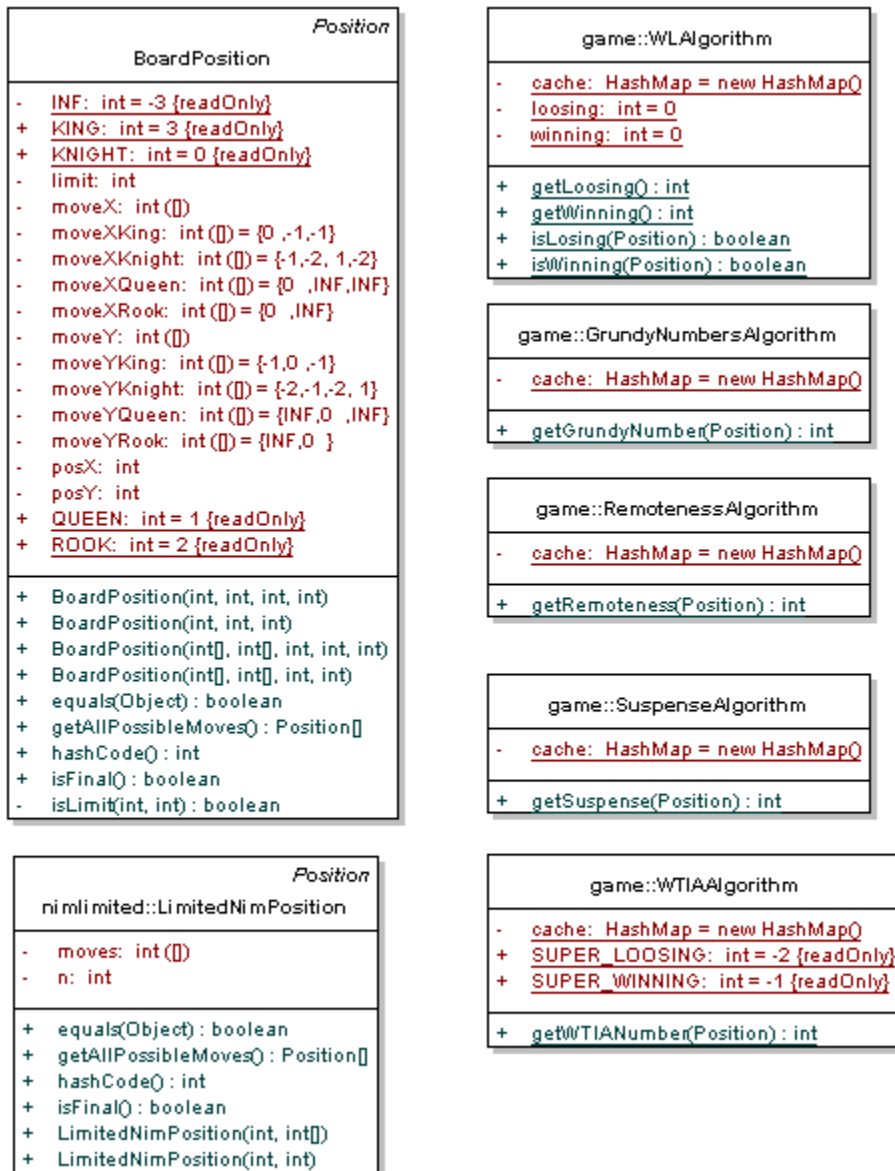 Position
BoardPosition
- INF: int = -3 {readOnly}
+ KING: int = 3 {readOnly}
+ KNIGHT: int = 0 {readOnly}
- limit: int
- moveX: int ([])
- moveXKing: int ([]) = {0 ,-1,-1}
- moveXKnight: int ([]) = {-1,-2, 1,-2}
- moveXQueen: int ([]) = {0 ,INF,INF}
- moveXRook: int ([]) = {0 ,INF}
- moveY: int ([])
- moveYKing: int ([]) = {-1,0 ,-1}
- moveYKnight: int ([]) = {-2,-1,-2, 1}
- moveYQueen: int ([]) = {INF,0 ,INF}
- moveYRook: int ([]) = {INF,0 }
- posX: int
- posY: int
+ QUEEN: int = 1 {readOnly}
+ ROOK: int = 2 {readOnly}
+ BoardPosition(int, int, int, int)
+ BoardPosition(int, int, int)
+ BoardPosition(int[], int[], int, int, int)
+ BoardPosition(int[], int[], int, int)
+ equals(Object) : boolean
+ getAllPossibleMoves() : Position[]
+ hashCode() : int
+ isFinal() : boolean
- isLimit(int, int) : boolean
Position
nimlimited::LimitedNimPosition
- moves: int ([])
- n: int
+ equals(Object) : boolean
+ getAllPossibleMoves() : Position[]
+ hashCode() : int
+ isFinal() : boolean
+ LimitedNimPosition(int, int[])
+ LimitedNimPosition(int, int)
game::WLAlgorithm
- cache: HashMap = new HashMap()
- loosing: int = 0
- winning: int = 0
+ getLoosing() : int
+ getWinning() : int
+ isLosing(Position) : boolean
+ isWinning(Position) : boolean
game::GrundyNumbersAlgorithm
- cache: HashMap = new HashMap()
+ getGrundyNumber(Position) : int
game::RemotenessAlgorithm
- cache: HashMap = new HashMap()
+ getRemoteness(Position) : int
game::SuspenseAlgorithm
- cache: HashMap = new HashMap()
+ getSuspense(Position) : int
game::WTIAAlgorithm
- cache: HashMap = new HashMap()
+ SUPER_LOOSING: int = -2 {readOnly}
+ SUPER_WINNING: int = -1 {readOnly}
+ getWTIANumber(Position) : int